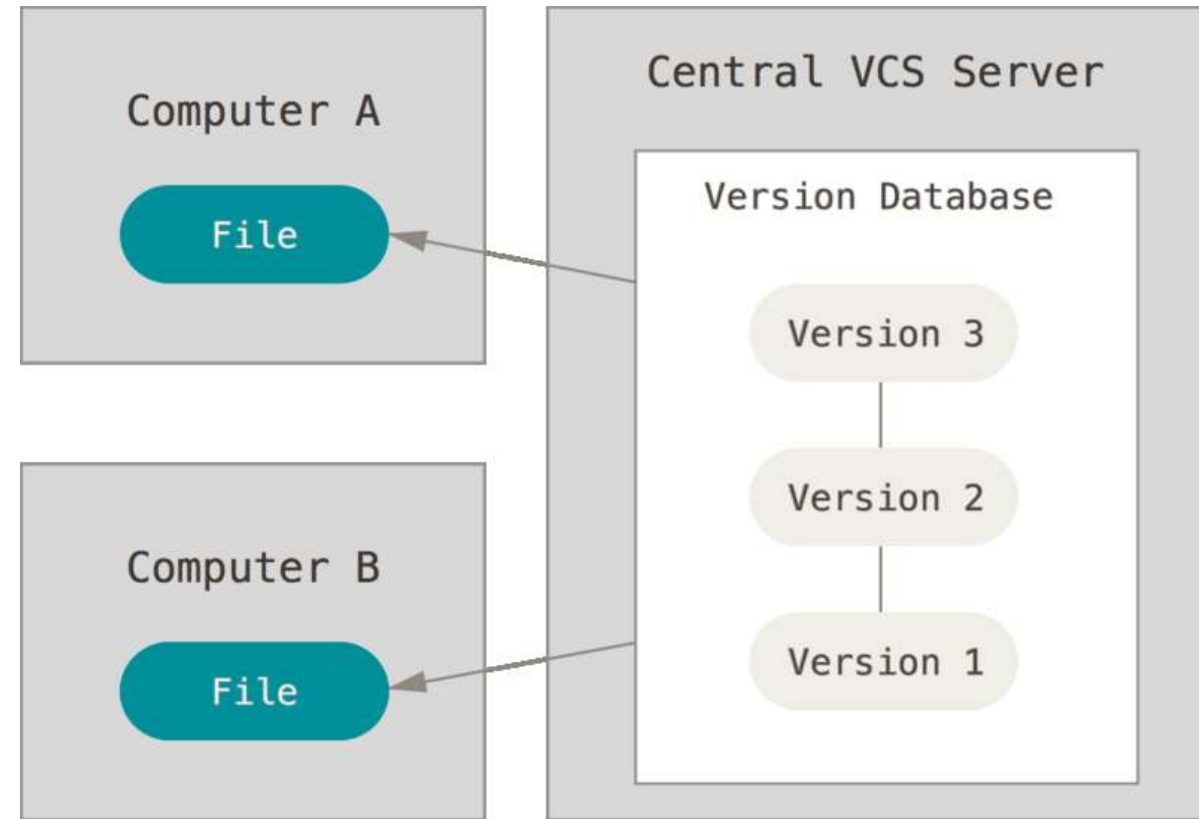 Computer A
File
Computer B
File
Central VCS Server
Version Database
Version 3
Version 2
Version 1